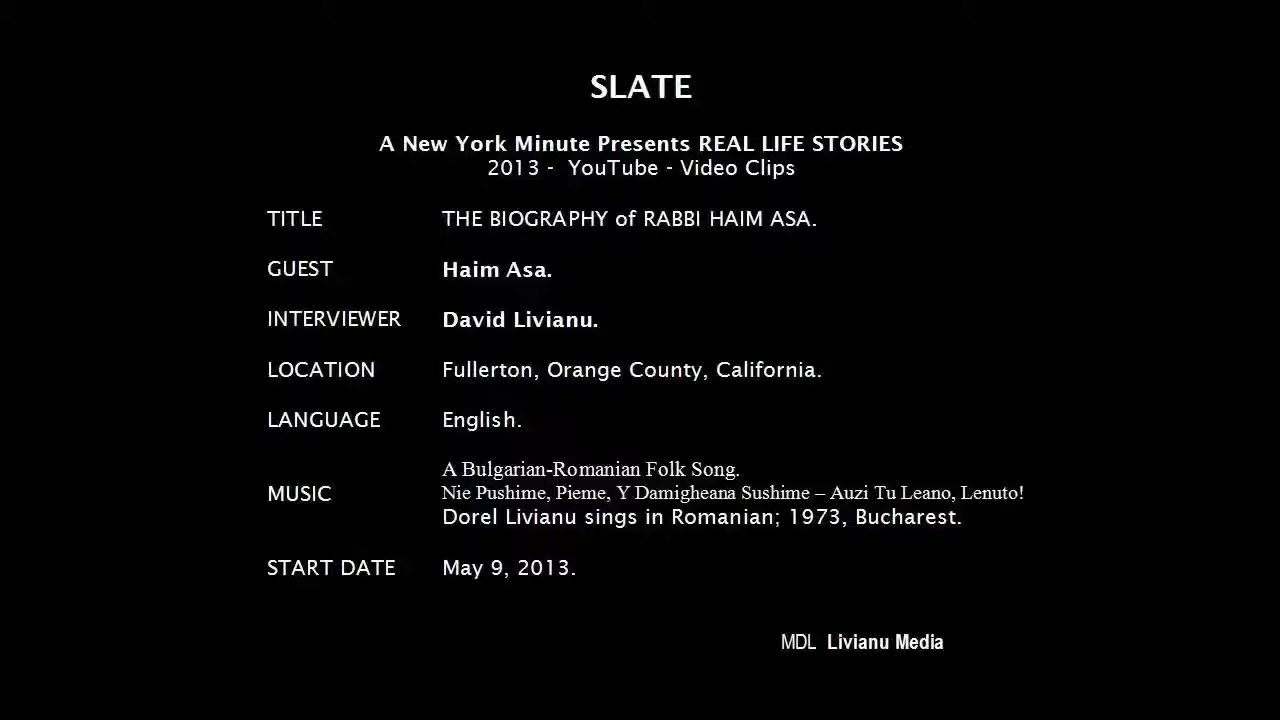 SLATE
A New York Minute Presents REAL LIFE STORIES
2013 -  YouTube - Video Clips
TITLE THE BIOGRAPHY of RABBI HAIM ASA.
GUEST Haim Asa.
INTERVIEWER David Livianu.
LOCATION Fullerton, Orange County, California.
LANGUAGE English.
MUSIC A Bulgarian-Romanian Folk Song.
Nie Pushime, Pieme, Y Damigheana Sushime – Auzi Tu Leano, Lenuto!
Dorel Livianu sings in Romanian; 1973, Bucharest.
START DATE May 9, 2013.
MDL Livianu Media